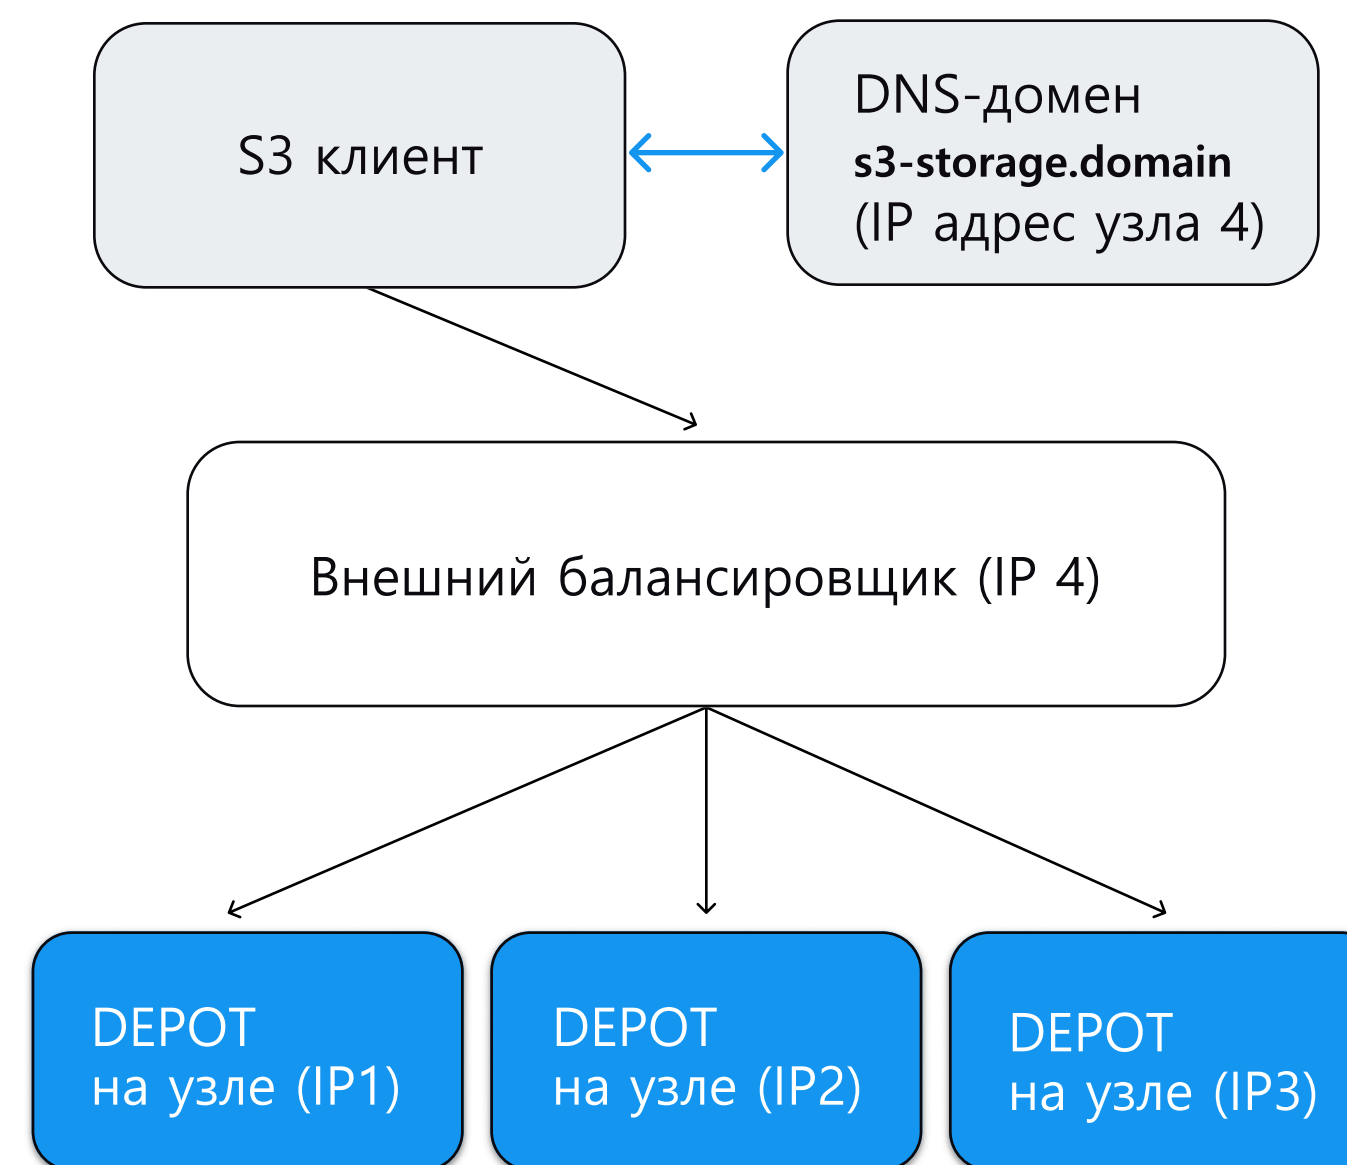 S3 клиент
DNS-домен
s3-storage.domain
(IP адрес узла 4)
Внешний балансировщик (IP 4)
DEPOT
на узле (IP1)
DEPOT
на узле (IP2)
DEPOT
на узле (IP3)